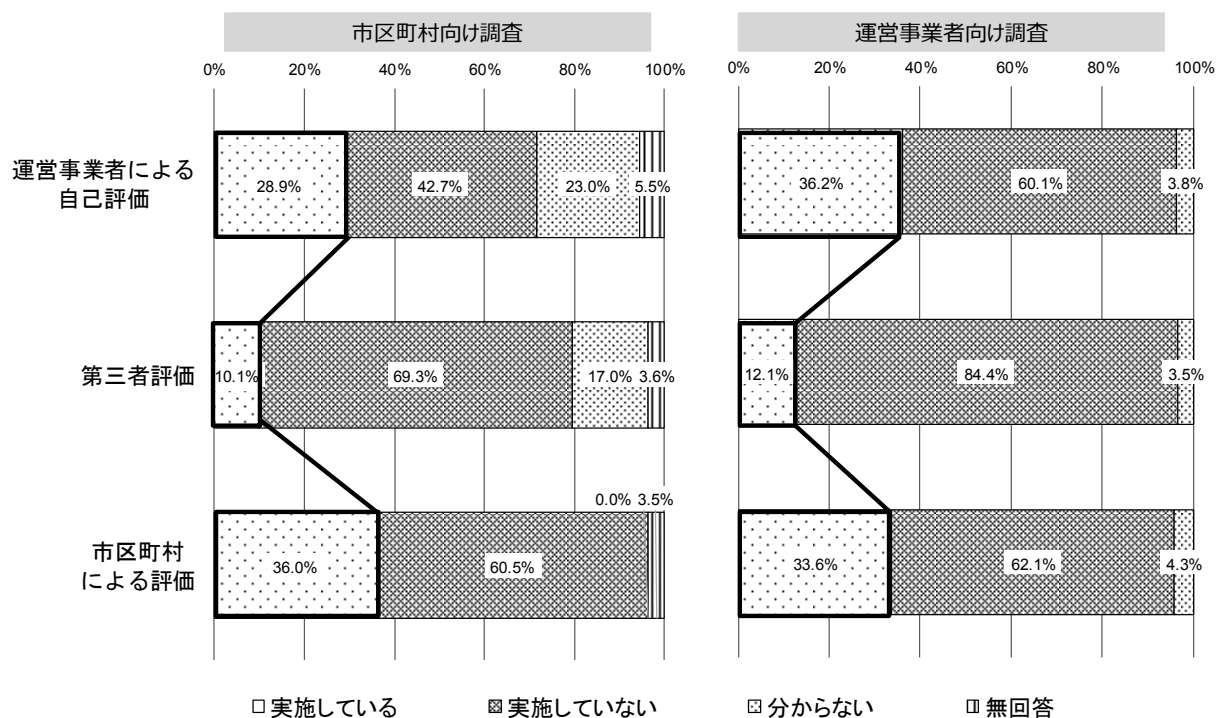 市区町村向け調査
運営事業者向け調査
0% 20% 40% 60% 80% 100%
0% 20% 40% 60% 80% 100%
運営事業者による
自己評価
28.9% 42.7% 23.0% 5.5%
36.2% 60.1% 3.8%
第三者評価
10.1% 69.3% 17.0% 3.6%
12.1% 84.4% 3.5%
0.0% 3.5%
市区町村
による評価
36.0% 60.5%
33.6% 62.1% 4.3%
実施している 実施していない 分からない 無回答